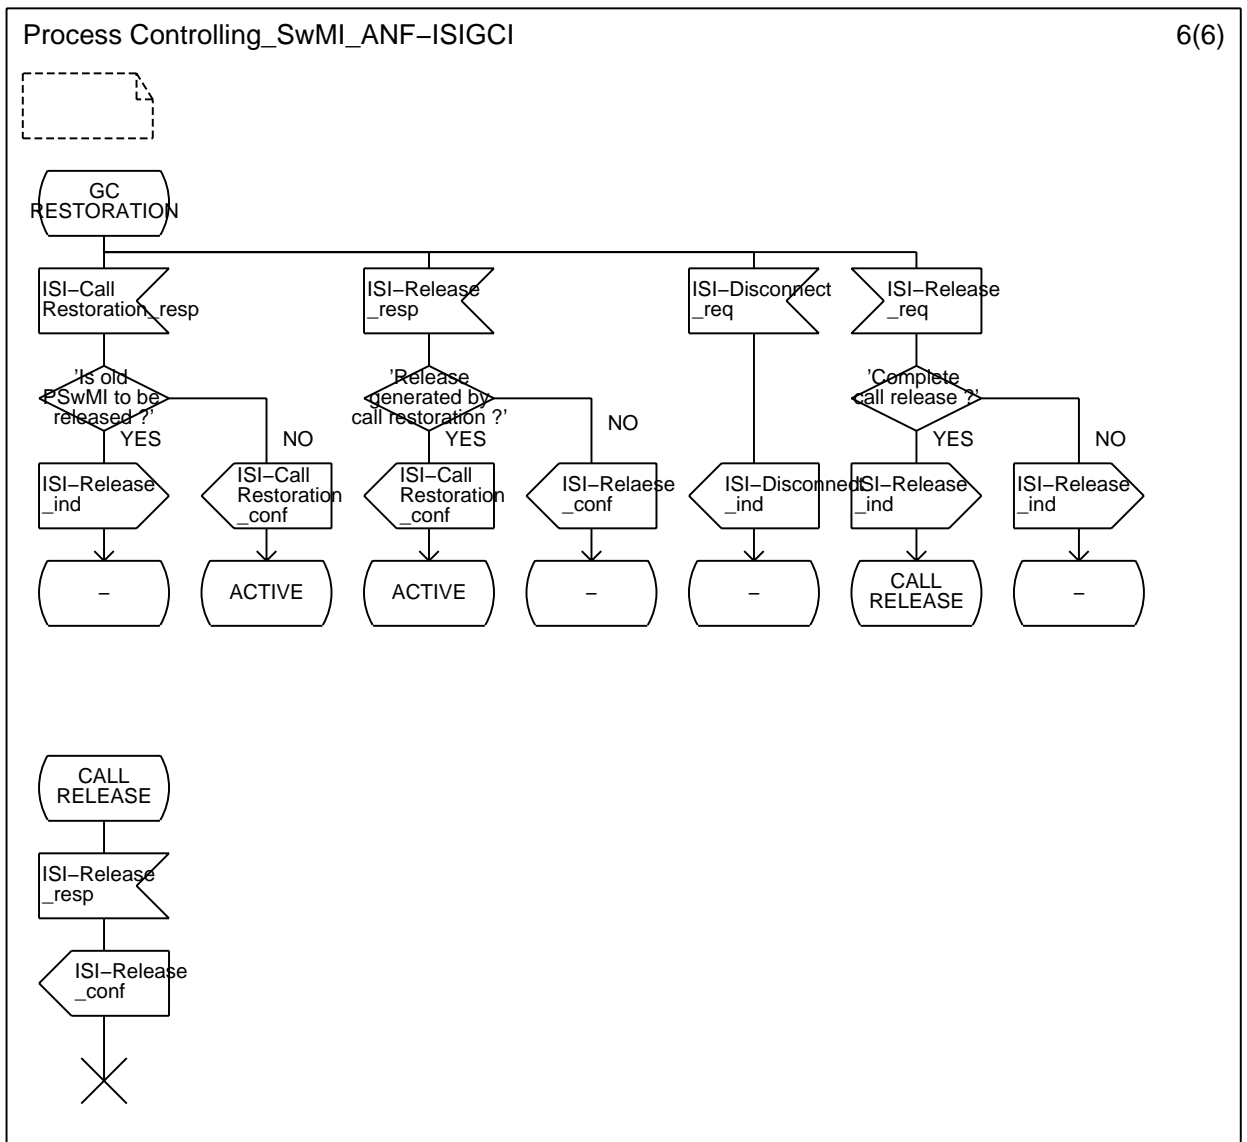 Process Controlling_SwMI_ANF−ISIGCI
6(6)
GC
RESTORATION
ISI−Call
Restoration_resp
ISI−Release
_resp
ISI−Disconnect
_req
ISI−Release
_req
'Is old
PSwMI to be
released ?'
'Release
generated by
call restoration ?'
'Complete
call release ?'
YES
NO
YES
NO
YES
NO
ISI−Release
_ind
ISI−Call
Restoration
_conf
ISI−Call
Restoration
_conf
ISI−Relaese
_conf
ISI−Disconnect
_ind
ISI−Release
_ind
ISI−Release
_ind
−
ACTIVE
ACTIVE
−
−
CALL
RELEASE
−
CALL
RELEASE
ISI−Release
_resp
ISI−Release
_conf